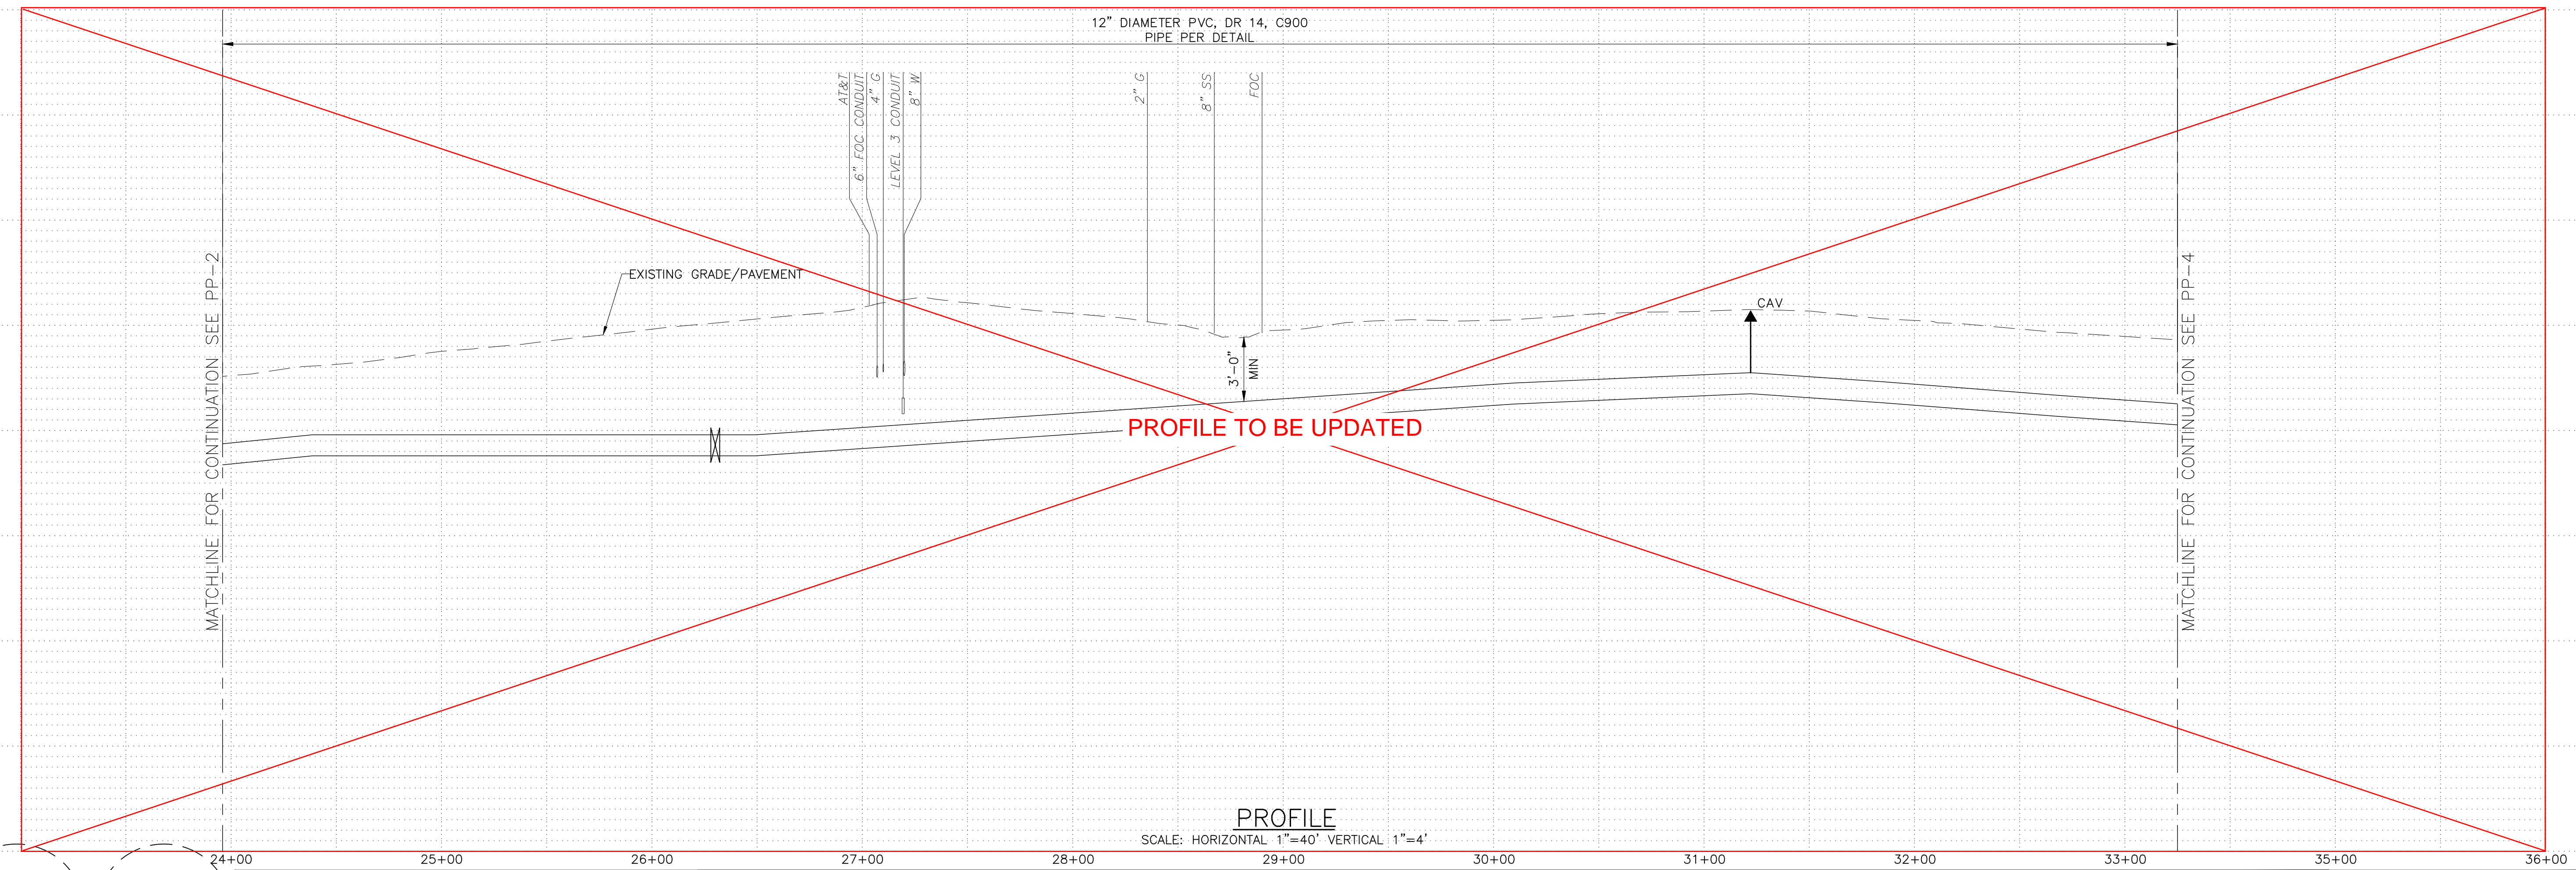 12" DIAMETER PVC, DR 14, C900
PIPE PER DETAIL
AT&T
6" FOC CONDUIT
4" G
LEVEL 3 CONDUIT
8" W
2" G
8" SS
FOC
MATCHLINE FOR CONTINUATION SEE PP-2
EXISTING GRADE/PAVEMENT
3'-0"
MIN
CAV
MATCHLINE FOR CONTINUATION SEE PP-4
PROFILE TO BE UPDATED
PROFILE
SCALE: HORIZONTAL 1"=40' VERTICAL 1"=4'
24+00 25+00 26+00 27+00 28+00 29+00 30+00 31+00 32+00 33+00 35+00 36+00